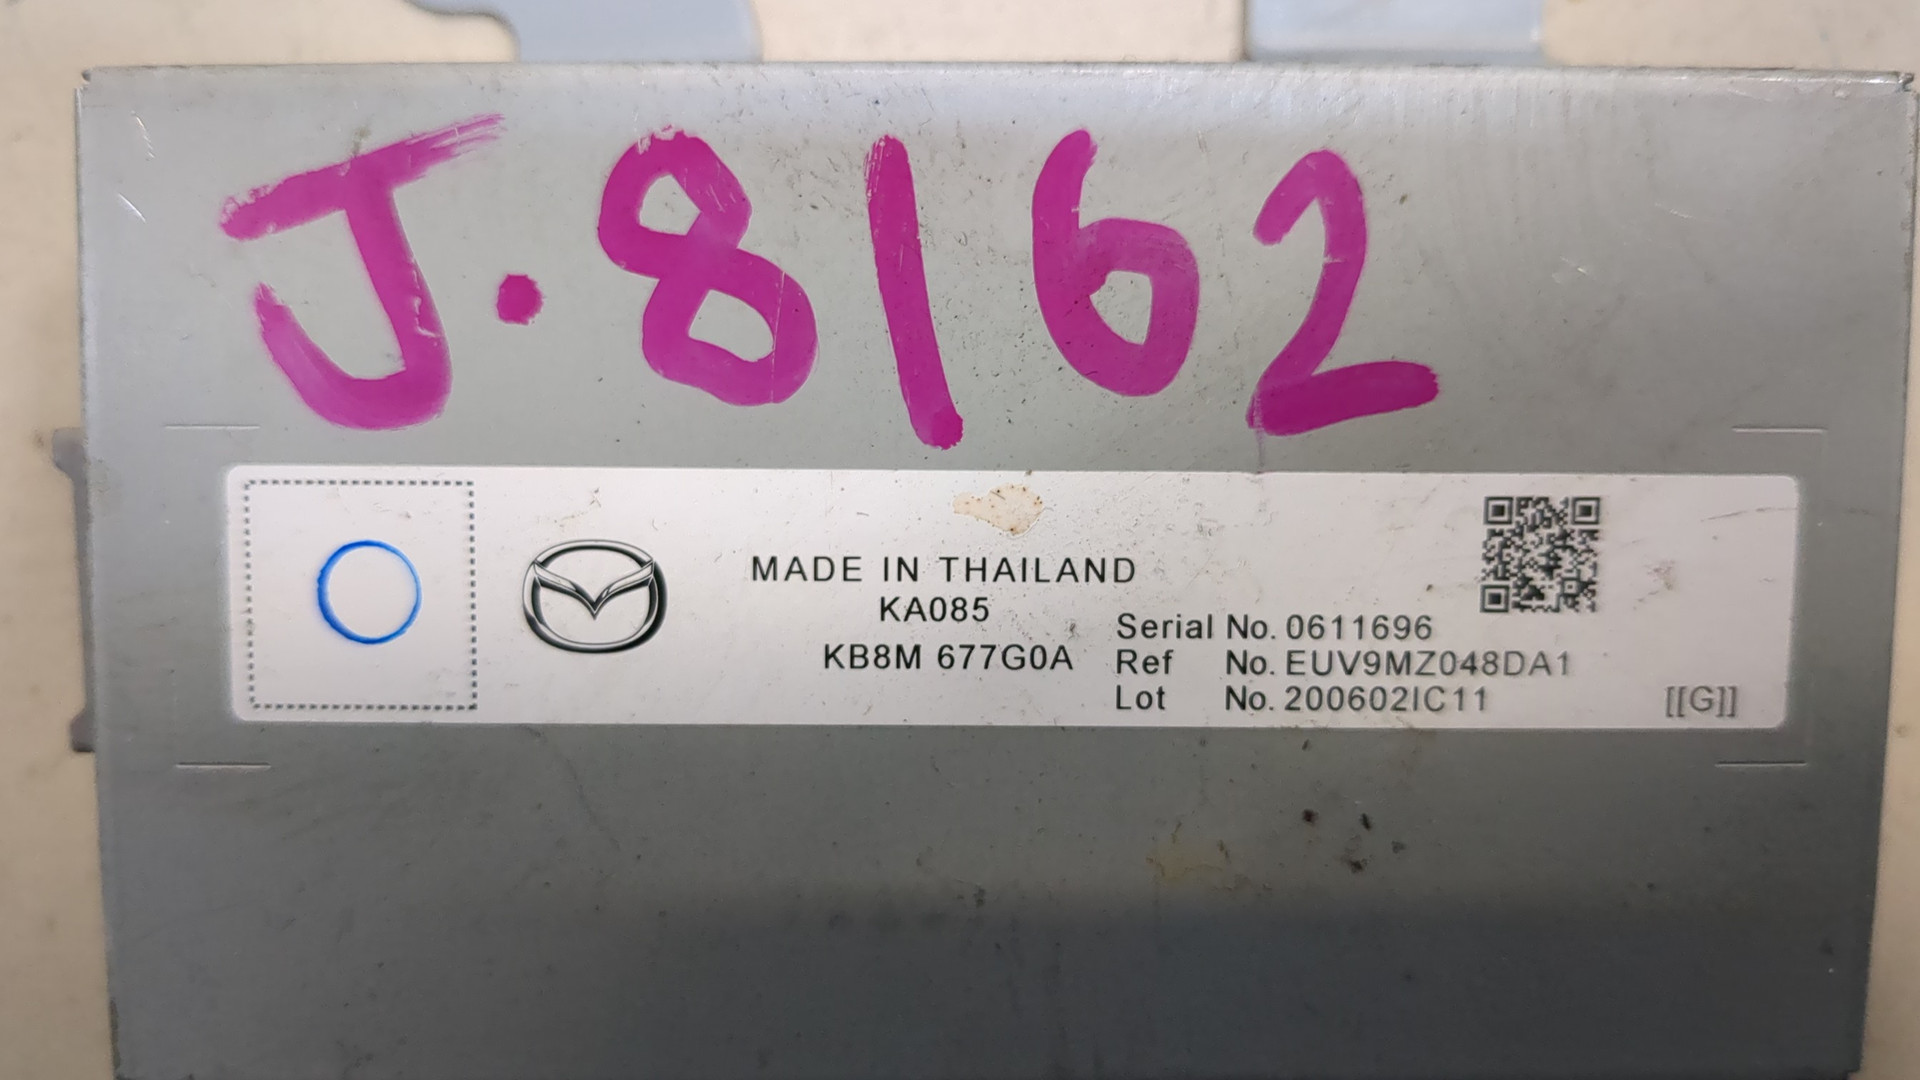 J.8162
MADE IN THAILAND
KA085
KB8M 677G0A
Serial No. 0611696
Ref No. EUV9MZ048DA1
Lot No. 200602IC11
[[G]]